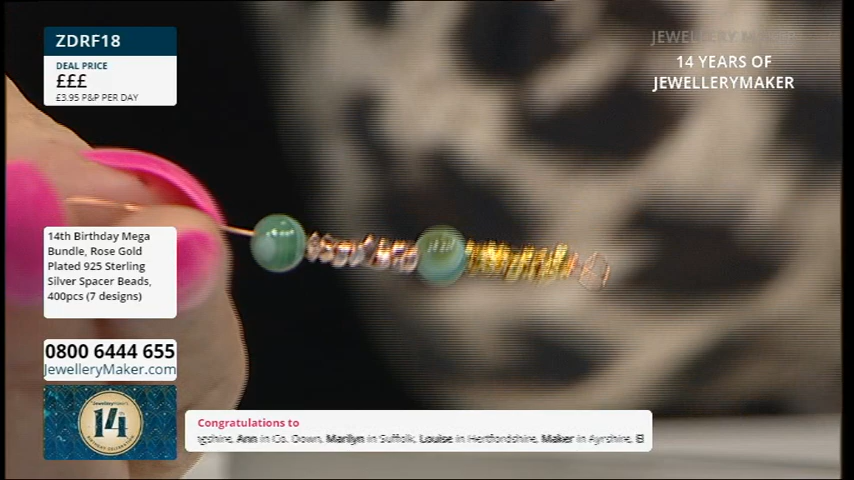 ZDRF18
DEAL PRICE
£££
£3.95 P&P PER DAY
JEWELLERY MAKER
14 YEARS OF
JEWELLERYMAKER
14th Birthday Mega
Bundle, Rose Gold
Plated 925 Sterling
Silver Spacer Beads,
400pcs (7 designs)
0800 6444 655
JewelleryMaker.com
14
Congratulations to
Ann in Co. Down, Marilyn in Suffolk, Louise in Hertfordshire, Maker in Ayrshire,